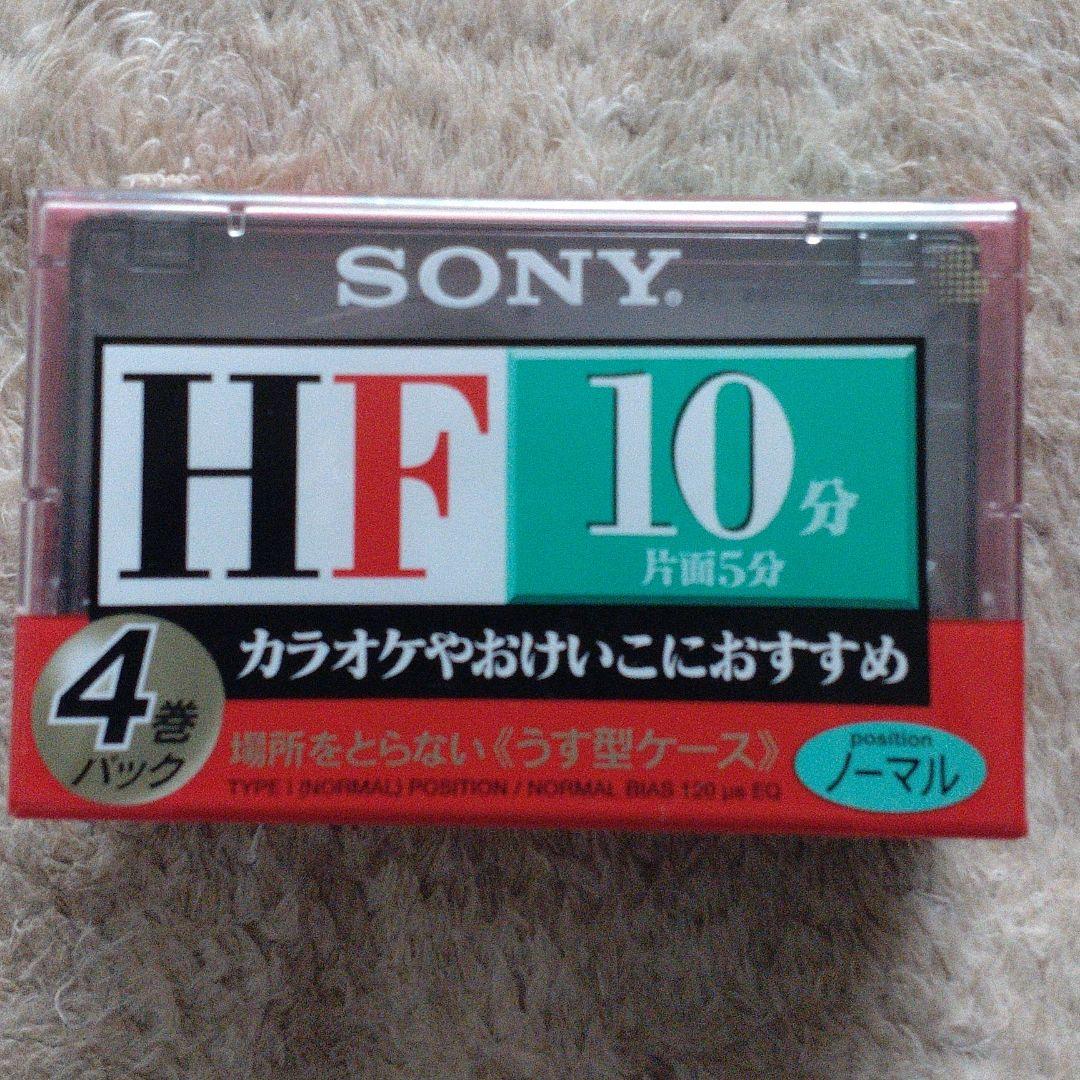 SONY®
HF
10分
片面5分
カラオケやおけいこにおすすめ
4巻
パック
場所をとらない《うす型ケース》
TYPE I (NORMAL) POSITION / NORMAL BIAS 120 μs EQ
position
ノーマル